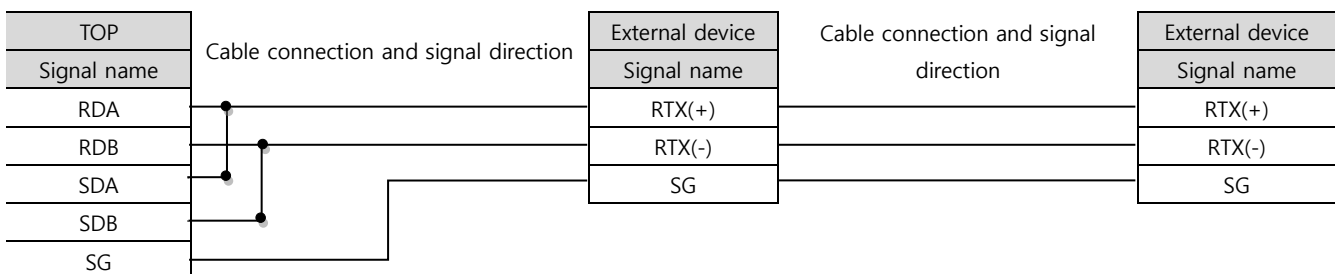 TOP
Signal name
RDA
RDB
SDA
SDB
SG
Cable connection and signal direction
External device
Signal name
RTX(+)
RTX(-)
SG
Cable connection and signal
direction
External device
Signal name
RTX(+)
RTX(-)
SG